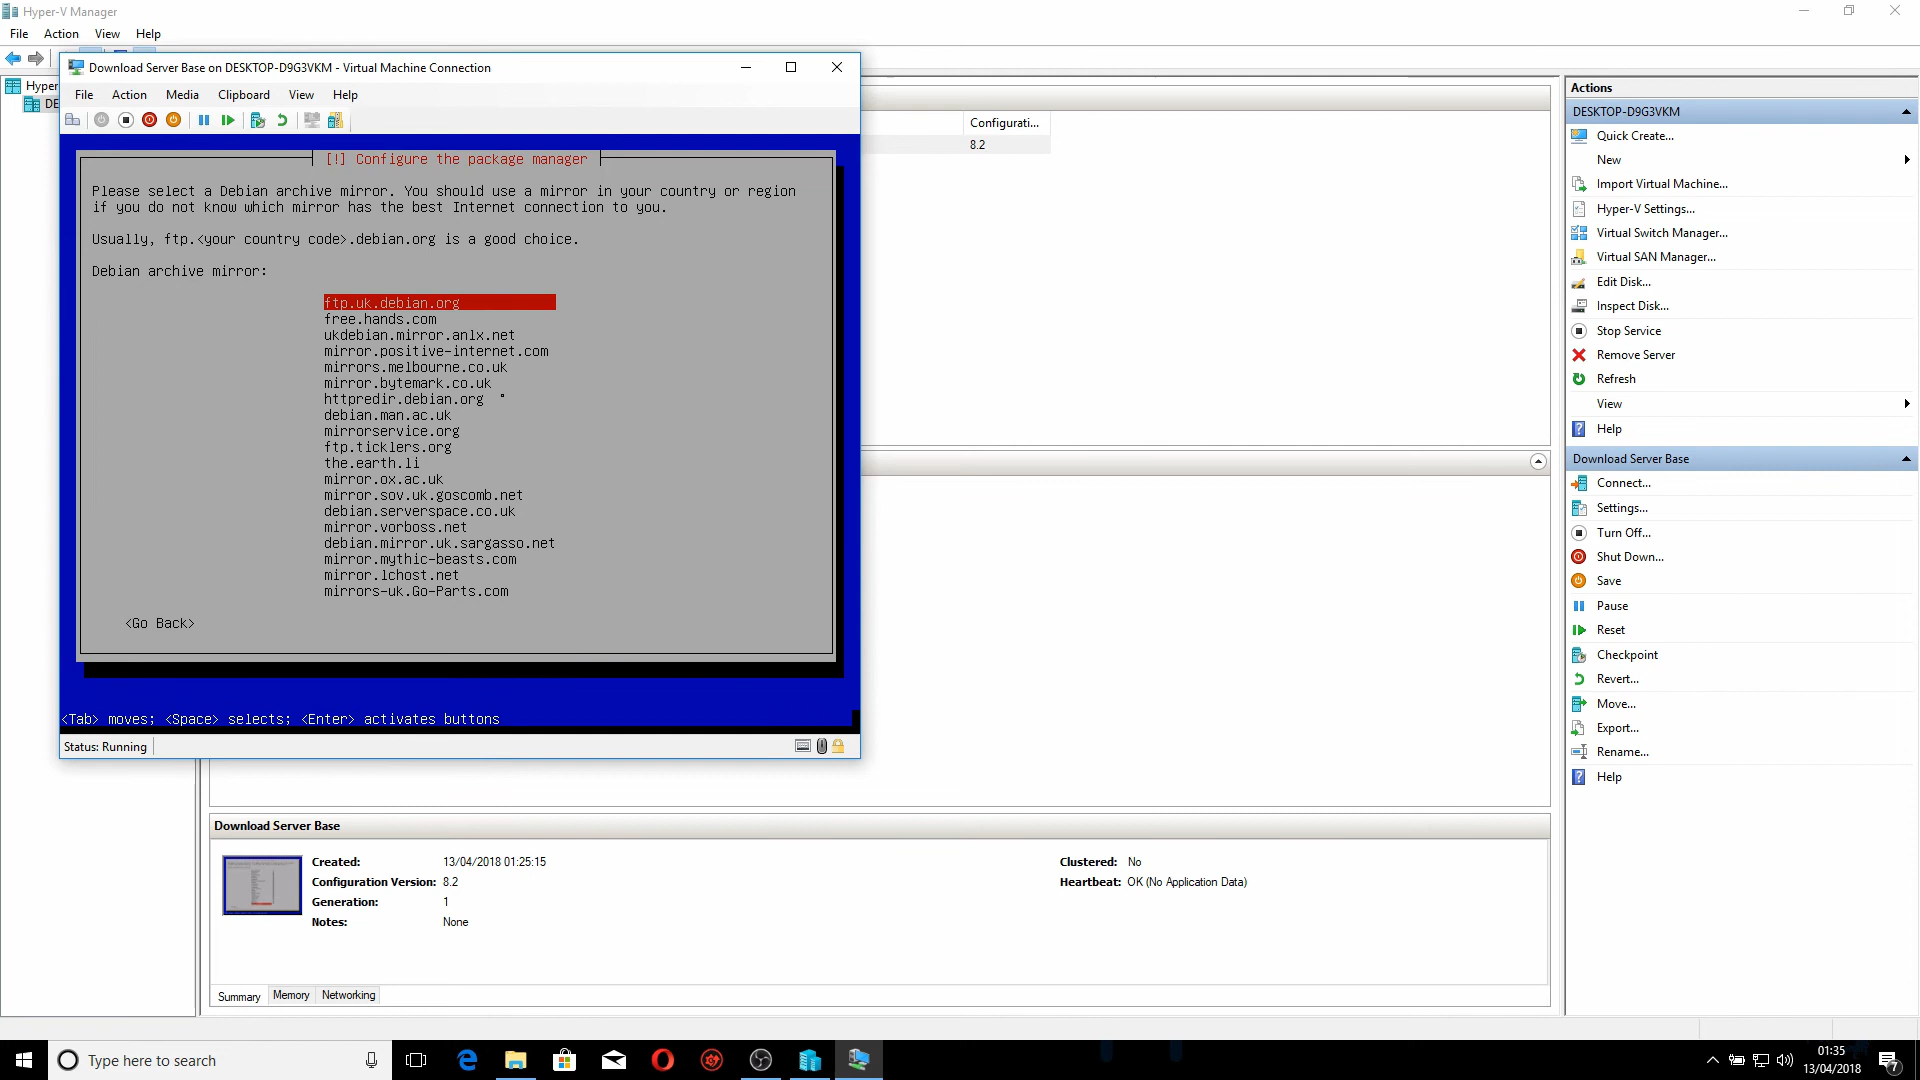 Hyper-V Manager
File Action View Help
Hyper
DE
Download Server Base on DESKTOP-D9G3VKM - Virtual Machine Connection
File Action Media Clipboard View Help
[!] Configure the package manager
Please select a Debian archive mirror. You should use a mirror in your country or region
if you do not know which mirror has the best Internet connection to you.
Usually, ftp.<your country code>.debian.org is a good choice.
Debian archive mirror:
ftp.uk.debian.org
free.hands.com
ukdebian.mirror.anlx.net
mirror.positive-internet.com
mirrors.melbourne.co.uk
mirror.bytemark.co.uk
httpredir.debian.org
debian.man.ac.uk
mirrorservice.org
ftp.ticklers.org
the.earth.li
mirror.ox.ac.uk
mirror.sov.uk.goscomb.net
debian.serverspace.co.uk
mirror.vorboss.net
debian.mirror.uk.sargasso.net
mirror.mythic-beasts.com
mirror.lchost.net
mirrors-uk.Go-Parts.com
<Go Back>
<Tab> moves; <Space> selects; <Enter> activates buttons
Status: Running
Configurati...
8.2
Download Server Base
Created: 13/04/2018 01:25:15
Configuration Version: 8.2
Generation: 1
Notes: None
Clustered: No
Heartbeat: OK (No Application Data)
Summary Memory Networking
Actions
DESKTOP-D9G3VKM
Quick Create...
New
Import Virtual Machine...
Hyper-V Settings...
Virtual Switch Manager...
Virtual SAN Manager...
Edit Disk...
Inspect Disk...
Stop Service
Remove Server
Refresh
View
Help
Download Server Base
Connect...
Settings...
Turn Off...
Shut Down...
Save
Pause
Reset
Checkpoint
Revert...
Move...
Export...
Rename...
Help
Type here to search
01:35
13/04/2018
7